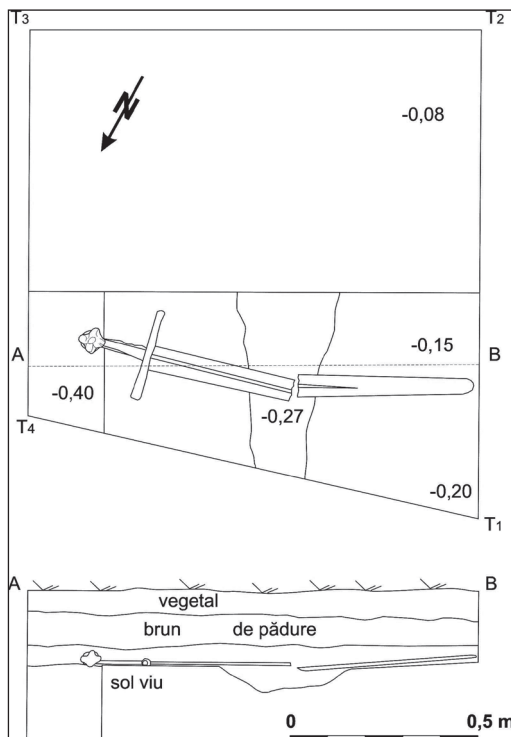 T3 T2
N
-0,08
A -0,15 B
-0,40
T4 -0,27
-0,20
T1
A B
vegetal
brun de pădure
sol viu
0 0,5 m